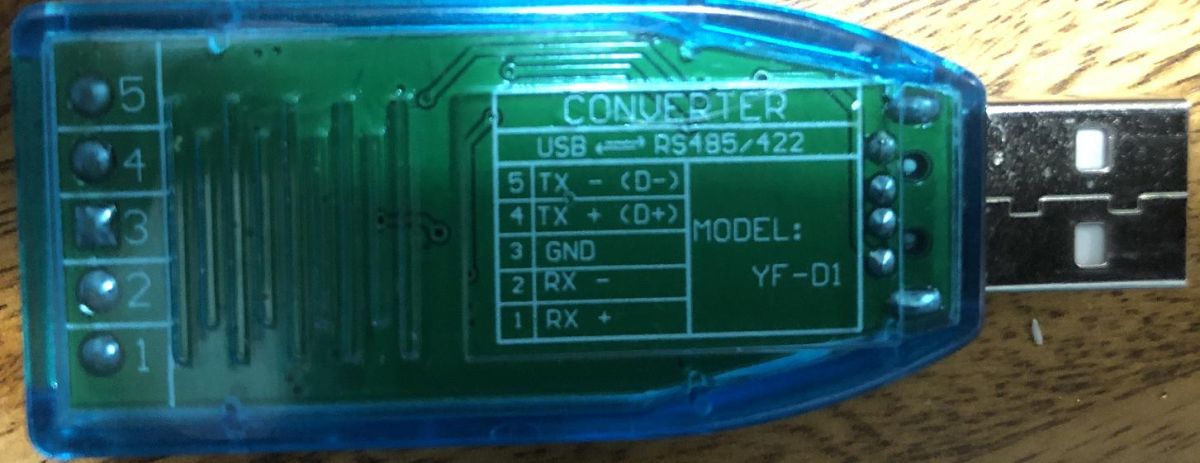 5
4
3
2
1
CONVERTER
USB ⟷ RS485/422
5 TX - (D-)
4 TX + (D+)
3 GND
2 RX -
1 RX +
MODEL:
YF-D1